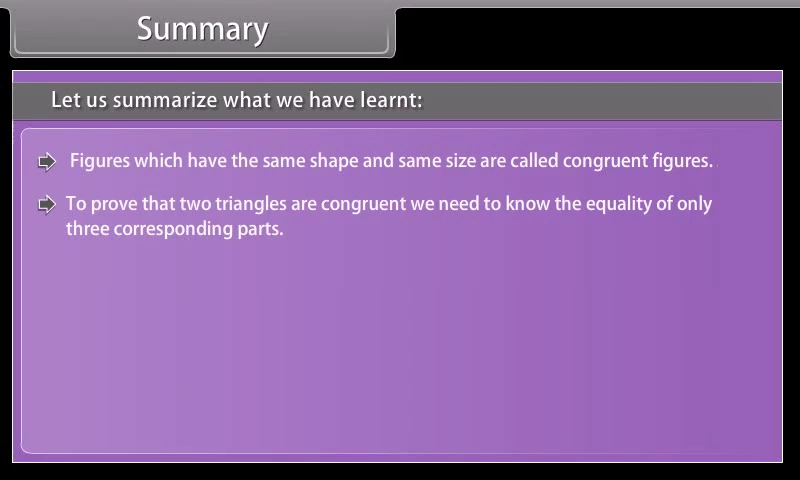 Summary
Let us summarize what we have learnt:
Figures which have the same shape and same size are called congruent figures.
To prove that two triangles are congruent we need to know the equality of only
three corresponding parts.